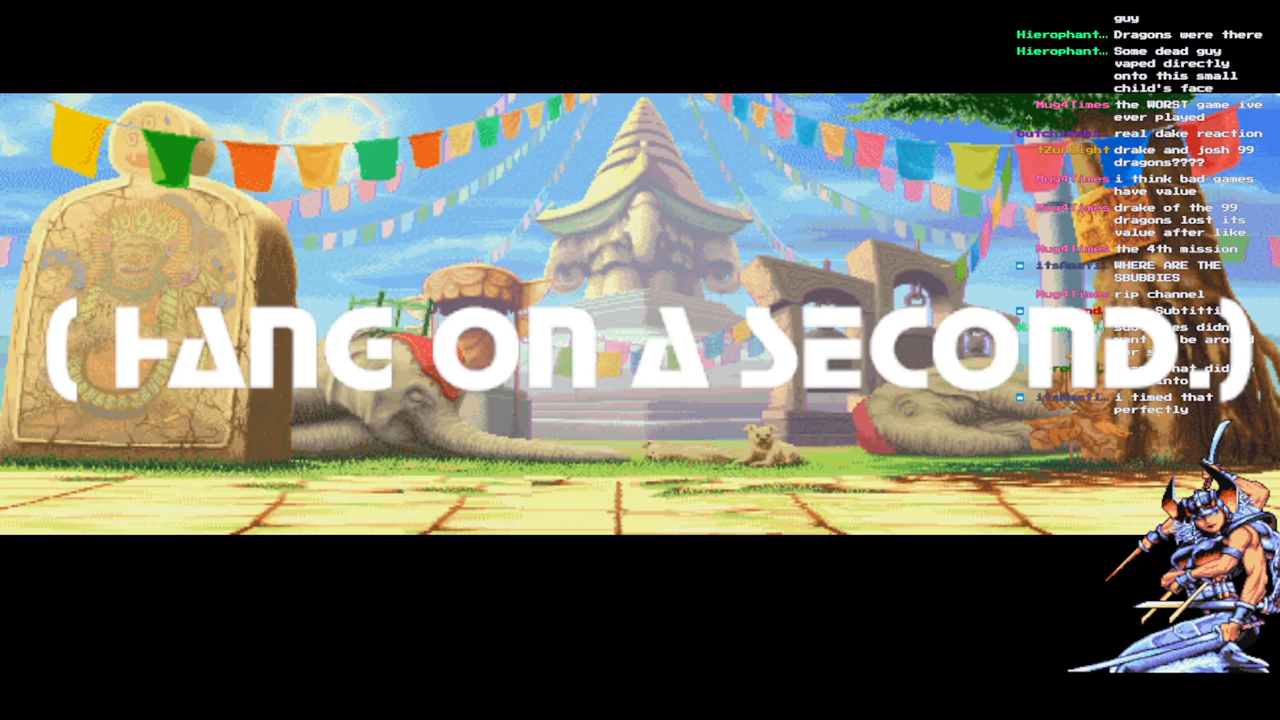 guy
Hierophant… Dragons were there
Hierophant… Some dead guy
vaped directly
onto this small
child's face
Mug4Times the WORST game ive
ever played
real dake reaction
fZunlight drake and josh 99
dragons????
Mug4Times i think bad games
have value
Mug4Times drake of the 99
dragons lost its
value after like
Mug4Times the 4th mission
WHERE ARE THE
SBUBBIES
Mug4Times rip channel
( HANG ON A SECOND. )
i timed that
perfectly